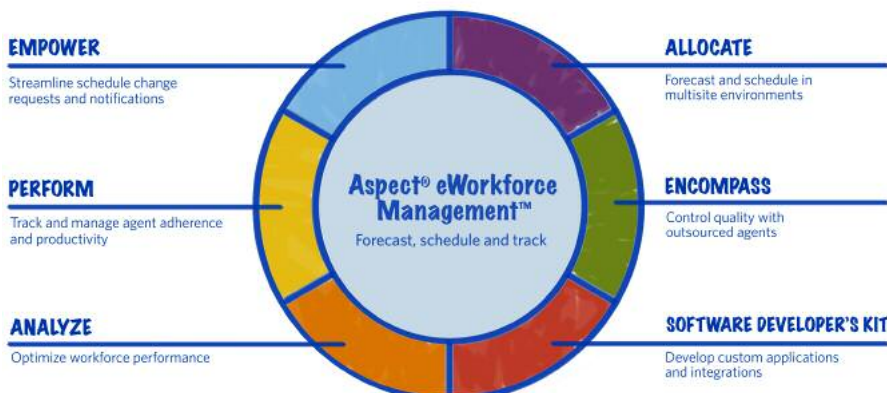 EMPOWER
Streamline schedule change
requests and notifications
PERFORM
Track and manage agent adherence
and productivity
ANALYZE
Optimize workforce performance
Aspect® eWorkforce
Management™
Forecast, schedule and track
ALLOCATE
Forecast and schedule in
multisite environments
ENCOMPASS
Control quality with
outsourced agents
SOFTWARE DEVELOPER'S KIT
Develop custom applications
and integrations